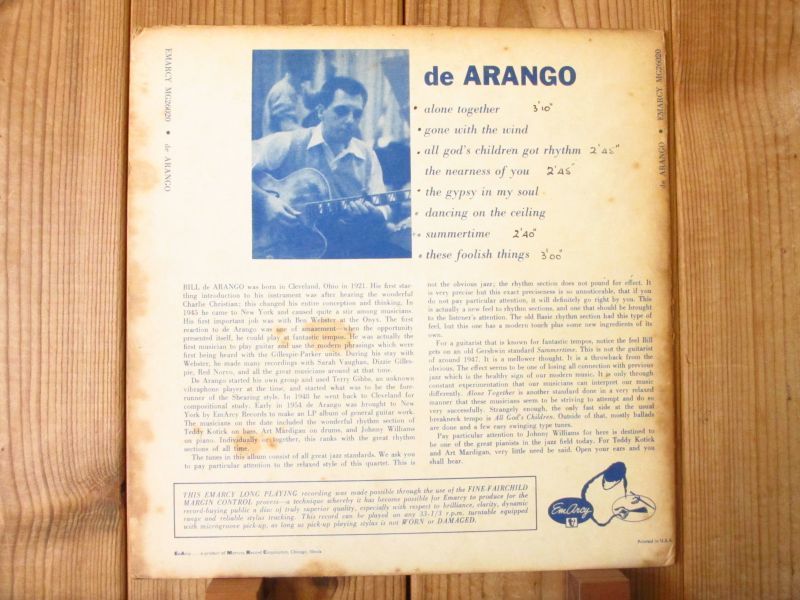 de ARANGO
alone together 3'10"
gone with the wind
all god's children got rhythm 2'45"
the nearness of you 2'45"
the gypsy in my soul
dancing on the ceiling
summertime 2'40"
these foolish things 3'00"
EMARCY MG26020 • de ARANGO
de ARANGO • EMARCY MG26020
BILL de ARANGO was born in Cleveland, Ohio in 1921. His first star-
tling introduction to his instrument was after hearing the wonderful
Charlie Christian; this changed his entire conception and thinking. In
1945 he came to New York and caused quite a stir among musicians.
His first important job was with Ben Webster at the Onyx. The first
reaction to de Arango was of amazement—when the opportunity
presented itself, he could play at fantastic tempos. He was actually the
first musician to play guitar and use the modern phrasings which were
first being heard with the Gillespie-Parker units. During his stay with
Webster, he made many recordings with Sarah Vaughan, Dizzie Gilles-
pie, Red Norvo, and all the great musicians around at that time.
De Arango started his own group and used Terry Gibbs, an unknown
vibraphone player at the time, and started what was to be the fore-
runner of the Shearing style. In 1948 he went back to Cleveland for
compositional study. Early in 1954 de Arango was brought to New
York by EmArcy Records to make an LP album of general guitar work.
The musicians on the date included the wonderful rhythm section of
Teddy Kotick on bass, Art Mardigan on drums, and Johnny Williams
on piano. Individually or together, this ranks with the great rhythm
sections of all time.
The tunes in this album consist of all great jazz standards. We ask you
to pay particular attention to the relaxed style of this quartet. This is
not the obvious jazz; the rhythm section does not pound for effect. It
is very precise but this exact preciseness is so unnoticeable, that if you
do not pay particular attention, it will definitely go right by you. This
is actually a new feel to rhythm sections, and one that should be brought
to the listener's attention. The old Basie rhythm section had this type of
feel, but this one has a modern touch plus some new ingredients of its
own.
For a guitarist that is known for fantastic tempos, notice the feel Bill
gets on an old Gershwin standard Summertime. This is not the guitarist
of around 1947. It is a mellower thought. It is a throwback from the
obvious. The effect seems to be one of losing all connection with previous
jazz which is the healthy sign of our modern music. It is only through
constant experimentation that our musicians can interpret our music
differently. Alone Together is another standard done in a very relaxed
manner that these musicians seem to be striving to attempt and do so
very successfully. Strangely enough, the only fast side at the usual
breakneck tempo is All God's Children. Outside of that, mostly ballads
are done and a few easy swinging type tunes.
Pay particular attention to Johnny Williams for here is destined to
be one of the great pianists in the jazz field today. For Teddy Kotick
and Art Mardigan, very little need be said. Open your ears and you
shall hear.
THIS EMARCY LONG PLAYING recording was made possible through the use of the FINE-FAIRCHILD
MARGIN CONTROL process—a technique whereby it has become possible for Emarcy to produce for the
record-buying public a disc of truly superior quality, especially with respect to brilliance, clarity, dynamic
range and reliable stylus tracking. This record can be played on any 33-1/3 r.p.m. turntable equipped
with microgroove pick-up, as long as pick-up playing stylus is not WORN or DAMAGED.
EmArcy
EmArcy . . . a product of Mercury Record Corporation, Chicago, Illinois
Printed in U.S.A.